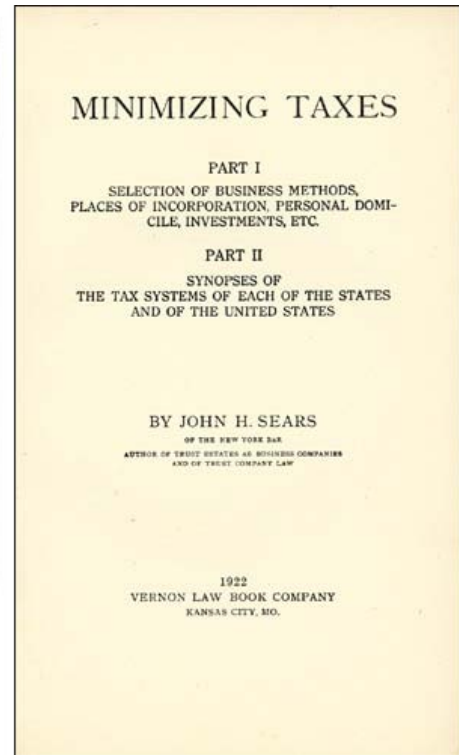 MINIMIZING TAXES
PART I
SELECTION OF BUSINESS METHODS,
PLACES OF INCORPORATION, PERSONAL DOMI-
CILE, INVESTMENTS, ETC.
PART II
SYNOPSES OF
THE TAX SYSTEMS OF EACH OF THE STATES
AND OF THE UNITED STATES
BY JOHN H. SEARS
OF THE NEW YORK BAR
AUTHOR OF TRUST ESTATES AS BUSINESS COMPANIES
AND OF TRUST COMPANY LAW
1922
VERNON LAW BOOK COMPANY
KANSAS CITY, MO.